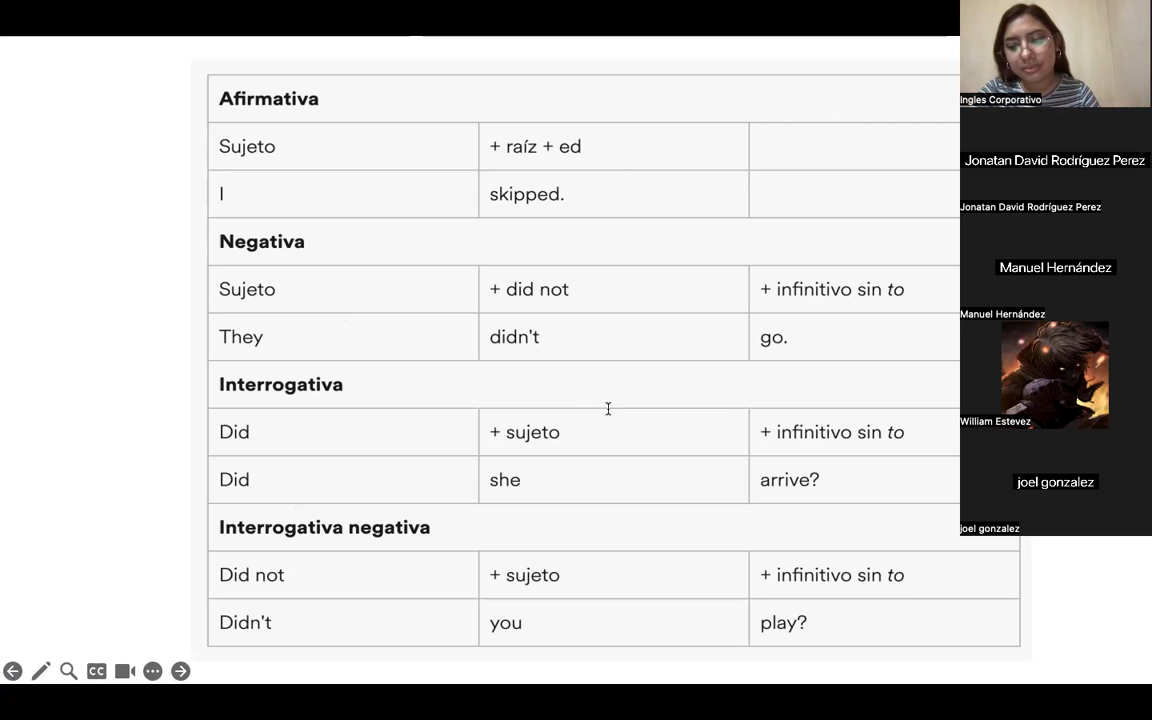 Afirmativa
Sujeto + raíz + ed
I skipped.
Negativa
Sujeto + did not + infinitivo sin to
They didn't go.
Interrogativa
Did + sujeto + infinitivo sin to
Did she arrive?
Interrogativa negativa
Did not + sujeto + infinitivo sin to
Didn't you play?
CC
Ingles Corporativo
Jonatan David Rodríguez Perez
Jonatan David Rodríguez Perez
Manuel Hernández
Manuel Hernández
William Estevez
joel gonzalez
joel gonzalez